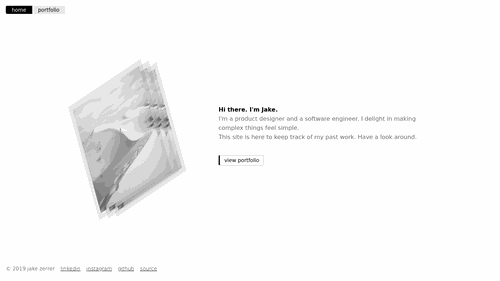 home portfolio
Hi there. I'm Jake.
I'm a product designer and a software engineer. I delight in making
complex things feel simple.
This site is here to keep track of my past work. Have a look around.
view portfolio
© 2019 jake zerrer linkedin instagram github source